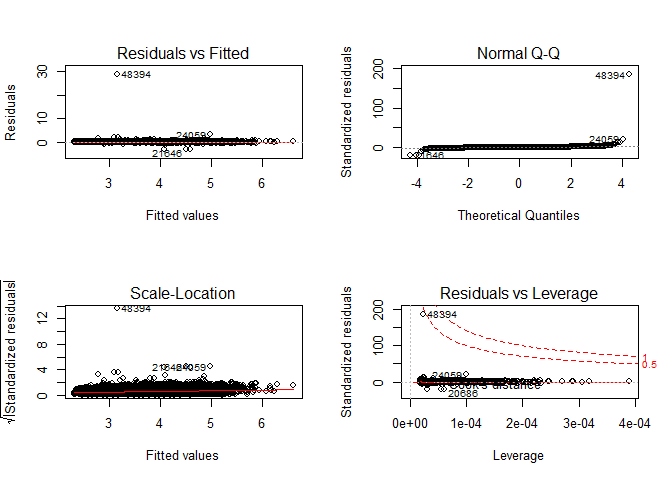 Residuals vs Fitted
Residuals
30
10
0
48394
24059
21646
3
4
5
6
Fitted values
Normal Q-Q
Standardized residuals
100
200
0
48394
24059
-4
-2
0
2
4
Theoretical Quantiles
Scale-Location
√|Standardized residuals|
12
8
4
0
48394
24059
3
4
5
6
Fitted values
Residuals vs Leverage
Standardized residuals
200
100
0
48394
24059
20686
Cook's distance
1
0.5
0e+00
1e-04
2e-04
3e-04
4e-04
Leverage